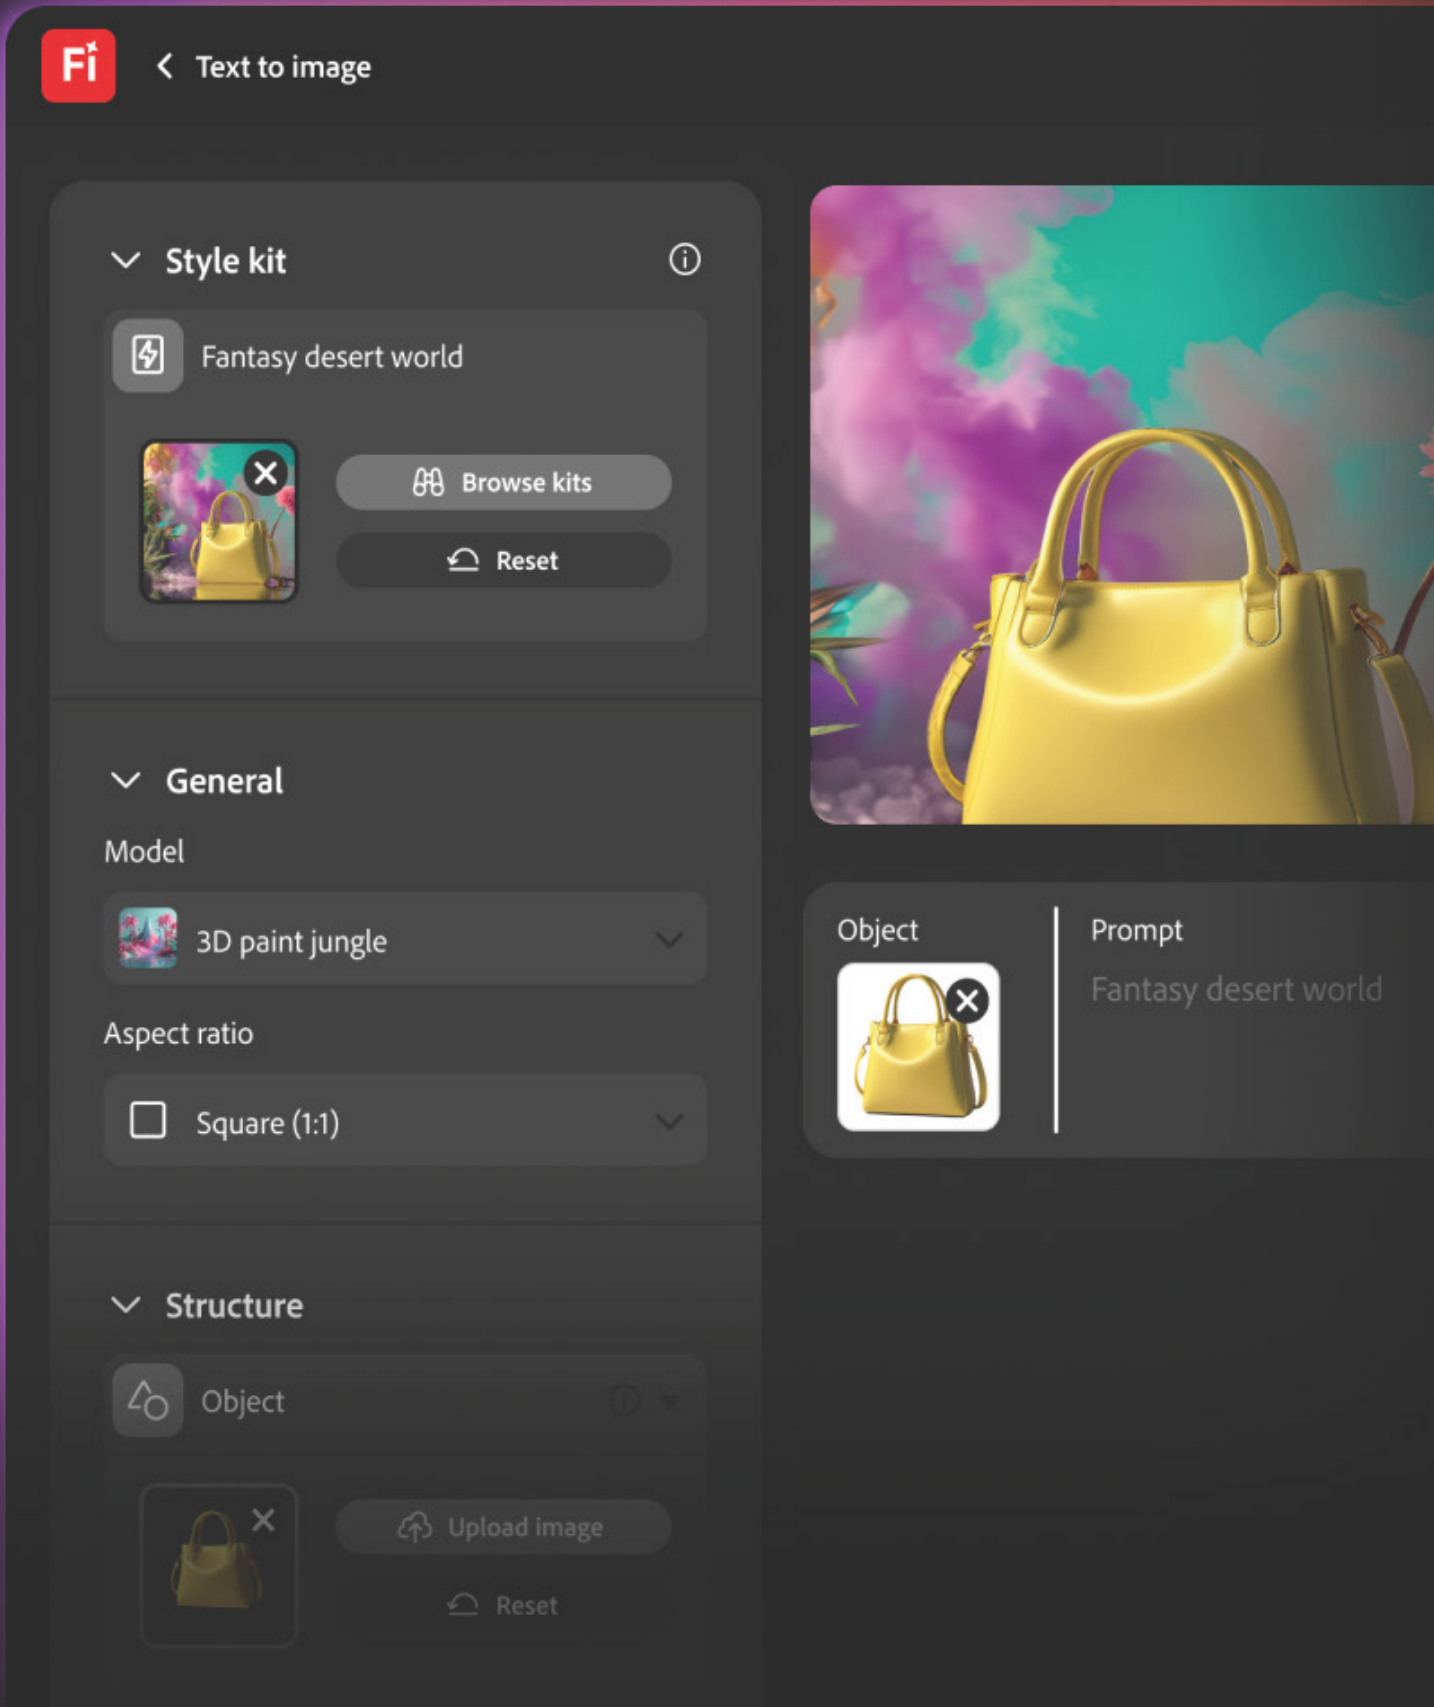 Fi
Text to image
Style kit
Fantasy desert world
Browse kits
Reset
General
Model
3D paint jungle
Aspect ratio
Square (1:1)
Structure
Object
Upload image
Reset
Object
Prompt
Fantasy desert world